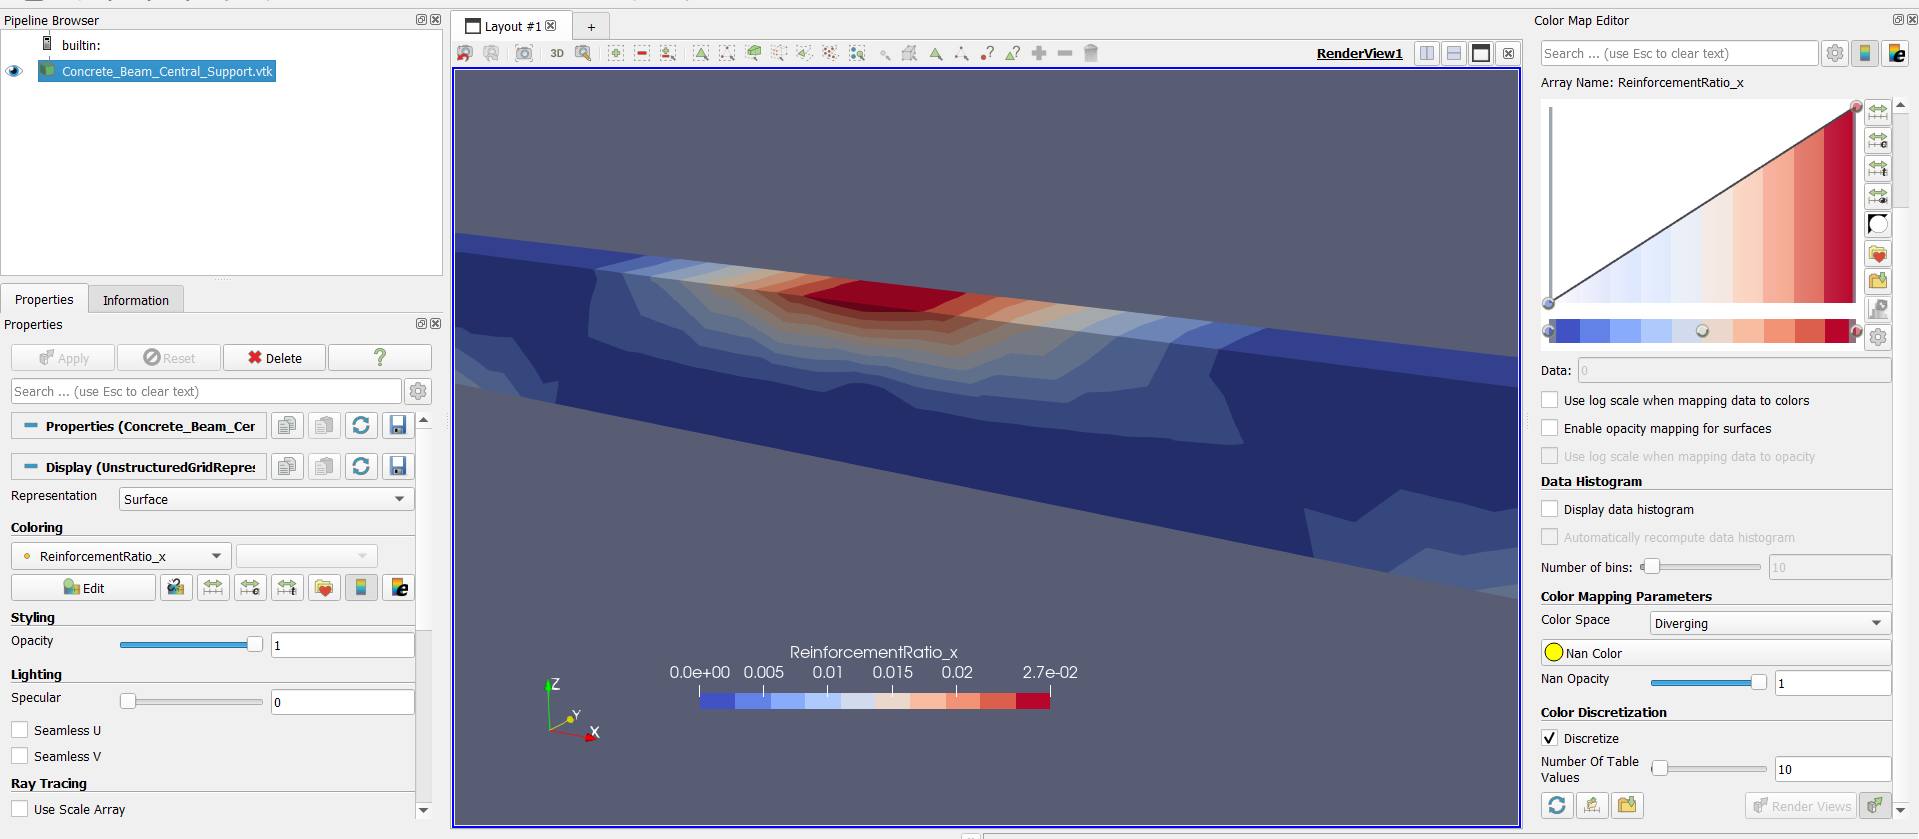 Pipeline Browser
builtin:
Concrete_Beam_Central_Support.vtk
Properties
Information
Properties
Apply
Reset
Delete
?
Search ... (use Esc to clear text)
Properties (Concrete_Beam_Cer
Display (UnstructuredGridRepres
Representation
Surface
Coloring
ReinforcementRatio_x
Edit
Styling
Opacity
1
Lighting
Specular
0
Seamless U
Seamless V
Ray Tracing
Use Scale Array
Layout #1
+
3D
RenderView1
ReinforcementRatio_x
0.0e+00 0.005 0.01 0.015 0.02 2.7e-02
Z
Y
X
Color Map Editor
Search ... (use Esc to clear text)
Array Name: ReinforcementRatio_x
Data:
0
Use log scale when mapping data to colors
Enable opacity mapping for surfaces
Use log scale when mapping data to opacity
Data Histogram
Display data histogram
Automatically recompute data histogram
Number of bins:
10
Color Mapping Parameters
Color Space
Diverging
Nan Color
Nan Opacity
1
Color Discretization
Discretize
Number Of Table
Values
10
Render Views